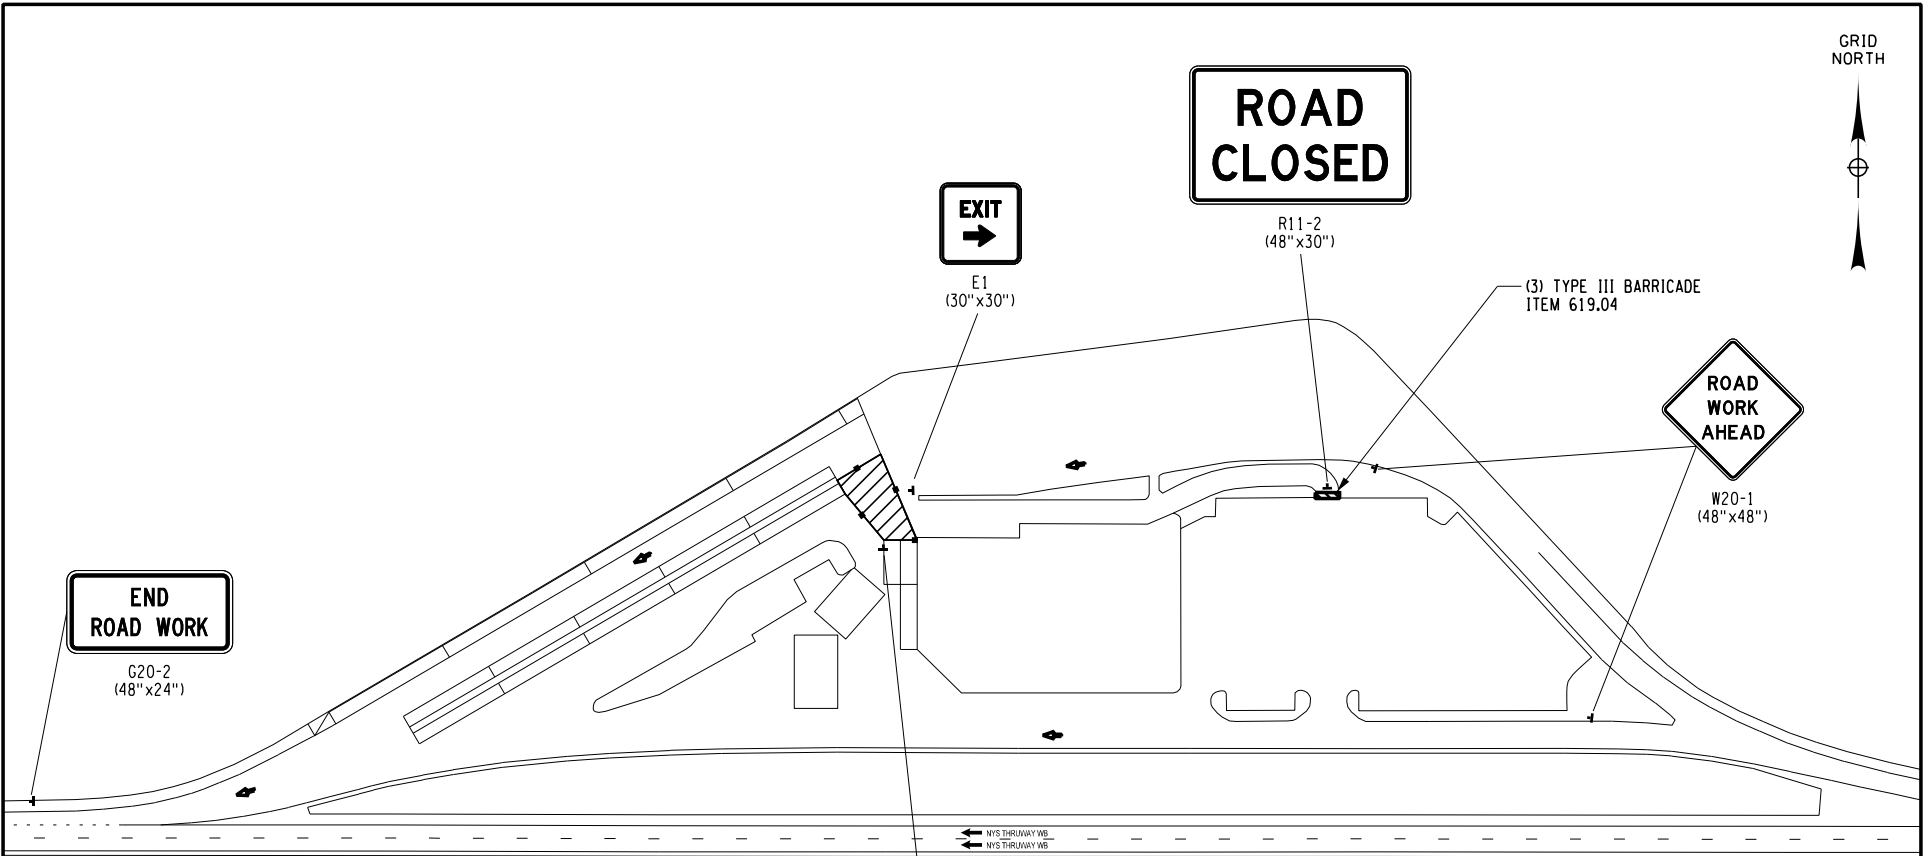 GRID
NORTH
ROAD
CLOSED
R11-2
(48"x30")
EXIT
E1
(30"x30")
(3) TYPE III BARRICADE
ITEM 619.04
ROAD
WORK
AHEAD
W20-1
(48"x48")
END
ROAD WORK
G20-2
(48"x24")
NYS THRUWAY WB
NYS THRUWAY WB